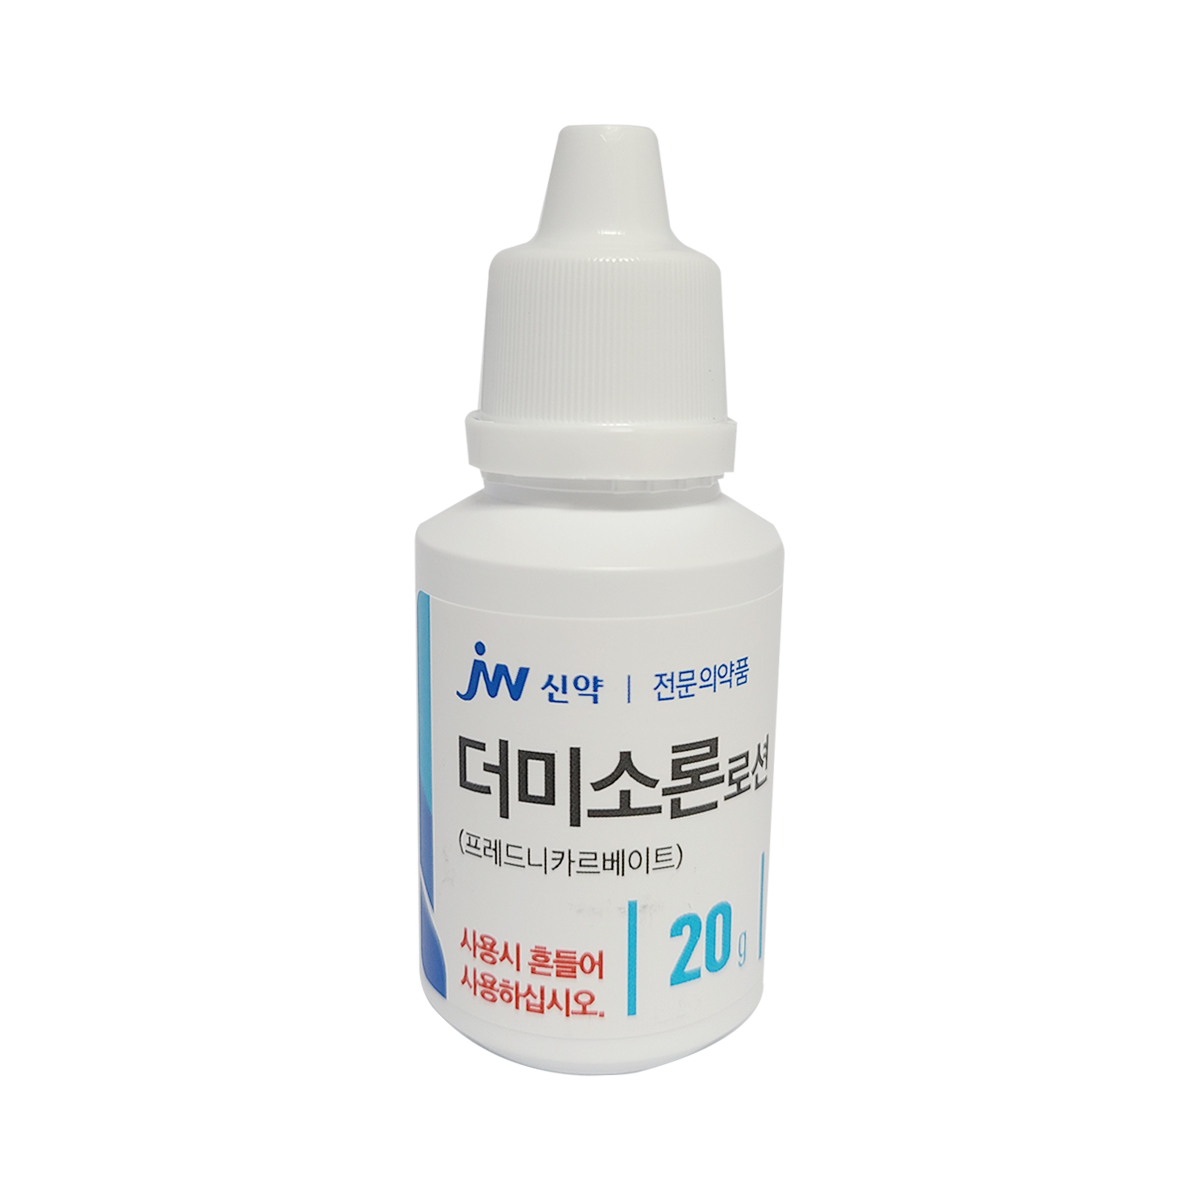 jw 신약 | 전문의약품
더미소론로션
(프레드니카르베이트)
사용시 흔들어
사용하십시오.
20 g